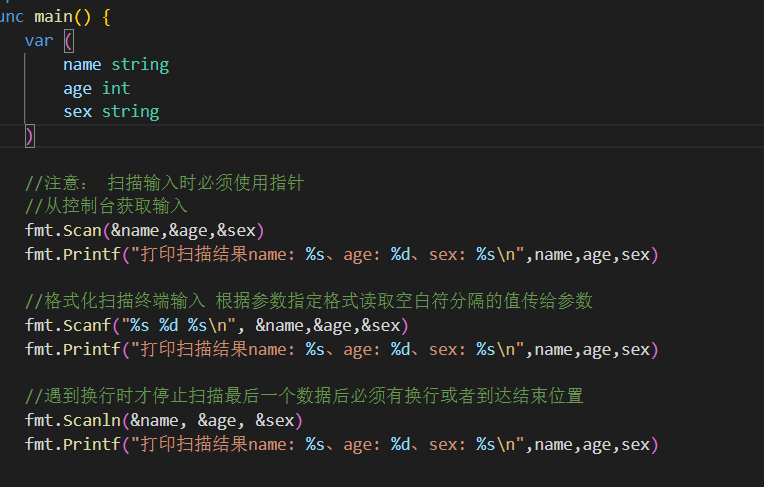 unc main() {
var (
name string
age int
sex string
)
//注意： 扫描输入时必须使用指针
//从控制台获取输入
fmt.Scan(&name,&age,&sex)
fmt.Printf("打印扫描结果name: %s、age: %d、sex: %s\n",name,age,sex)
//格式化扫描终端输入 根据参数指定格式读取空白符分隔的值传给参数
fmt.Scanf("%s %d %s\n", &name,&age,&sex)
fmt.Printf("打印扫描结果name: %s、age: %d、sex: %s\n",name,age,sex)
//遇到换行时才停止扫描最后一个数据后必须有换行或者到达结束位置
fmt.Scanln(&name, &age, &sex)
fmt.Printf("打印扫描结果name: %s、age: %d、sex: %s\n",name,age,sex)